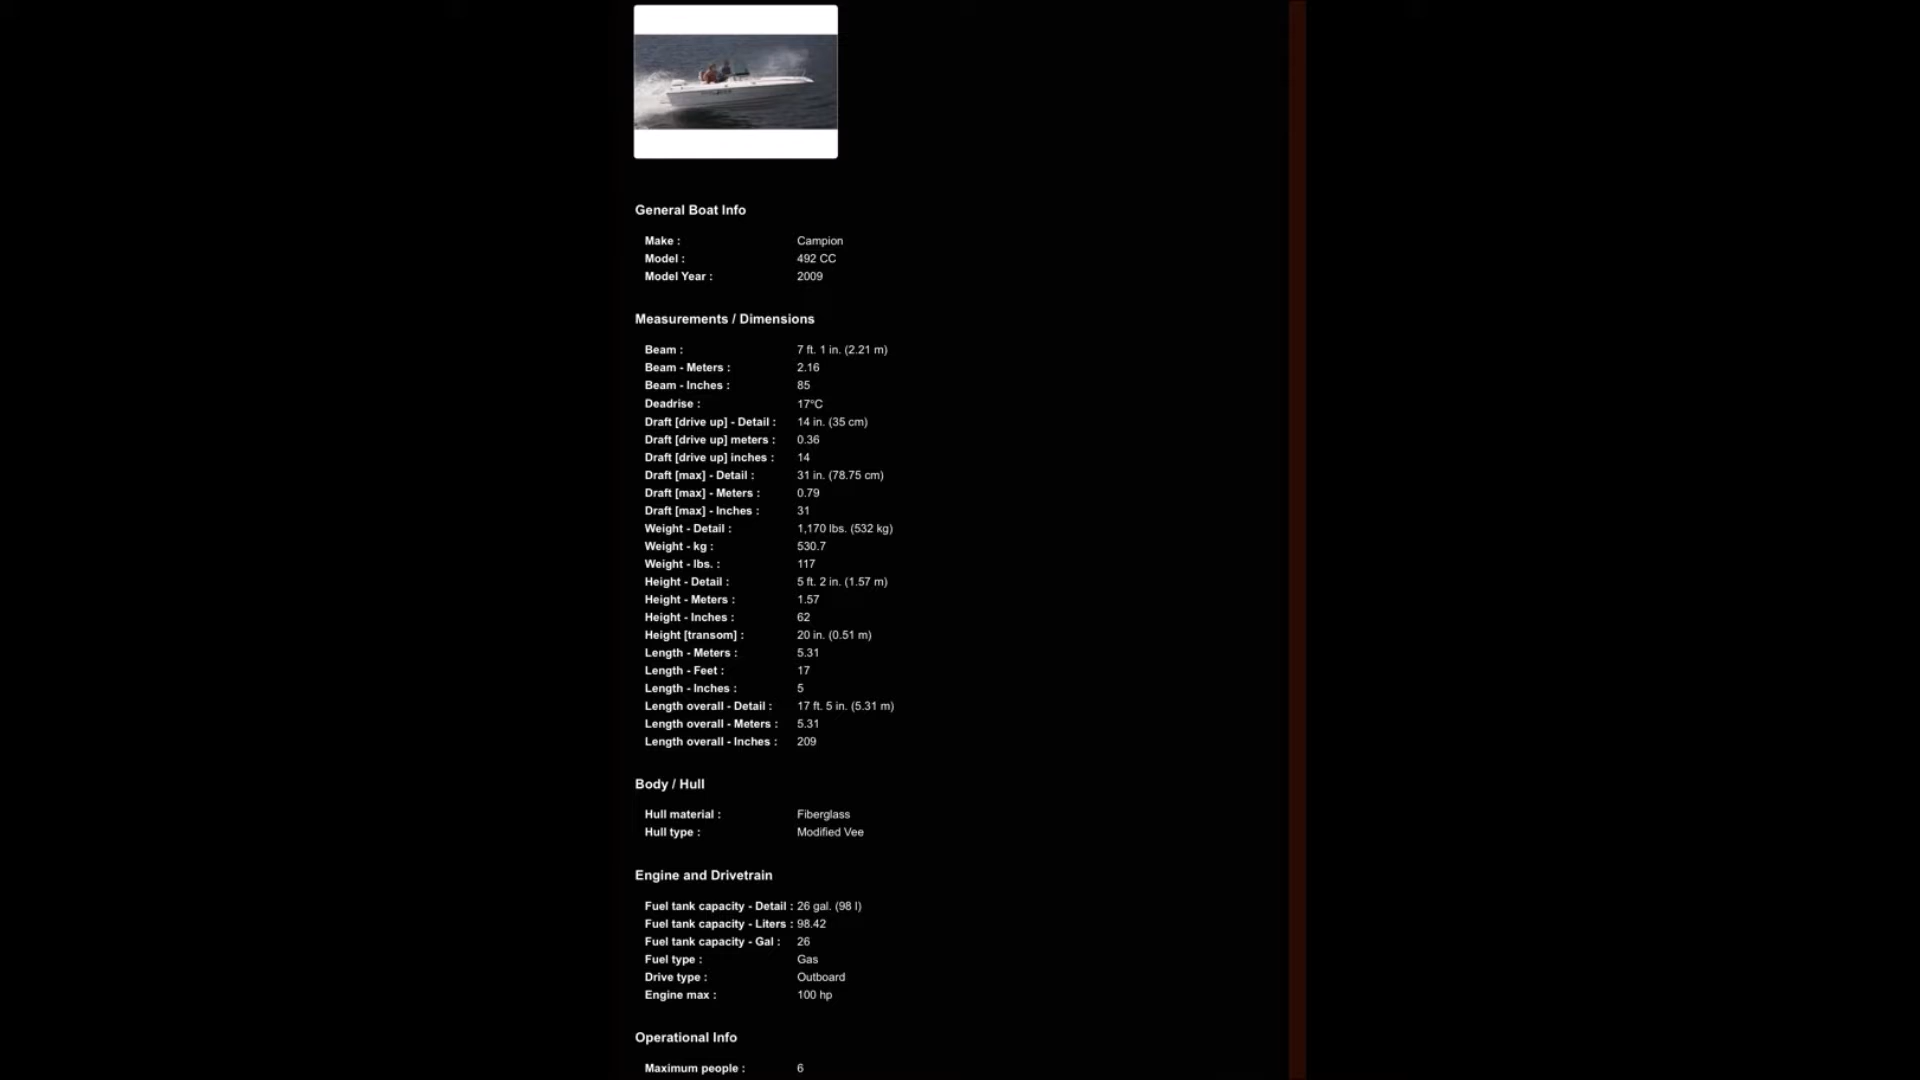 General Boat Info
Make : Campion
Model : 492 CC
Model Year : 2009
Measurements / Dimensions
Beam : 7 ft. 1 in. (2.21 m)
Beam - Meters : 2.16
Beam - Inches : 85
Deadrise : 17°C
Draft [drive up] - Detail : 14 in. (35 cm)
Draft [drive up] meters : 0.36
Draft [drive up] inches : 14
Draft [max] - Detail : 31 in. (78.75 cm)
Draft [max] - Meters : 0.79
Draft [max] - Inches : 31
Weight - Detail : 1,170 lbs. (532 kg)
Weight - kg : 530.7
Weight - lbs. : 117
Height - Detail : 5 ft. 2 in. (1.57 m)
Height - Meters : 1.57
Height - Inches : 62
Height [transom] : 20 in. (0.51 m)
Length - Meters : 5.31
Length - Feet : 17
Length - Inches : 5
Length overall - Detail : 17 ft. 5 in. (5.31 m)
Length overall - Meters : 5.31
Length overall - Inches : 209
Body / Hull
Hull material : Fiberglass
Hull type : Modified Vee
Engine and Drivetrain
Fuel tank capacity - Detail : 26 gal. (98 l)
Fuel tank capacity - Liters : 98.42
Fuel tank capacity - Gal : 26
Fuel type : Gas
Drive type : Outboard
Engine max : 100 hp
Operational Info
Maximum people : 6